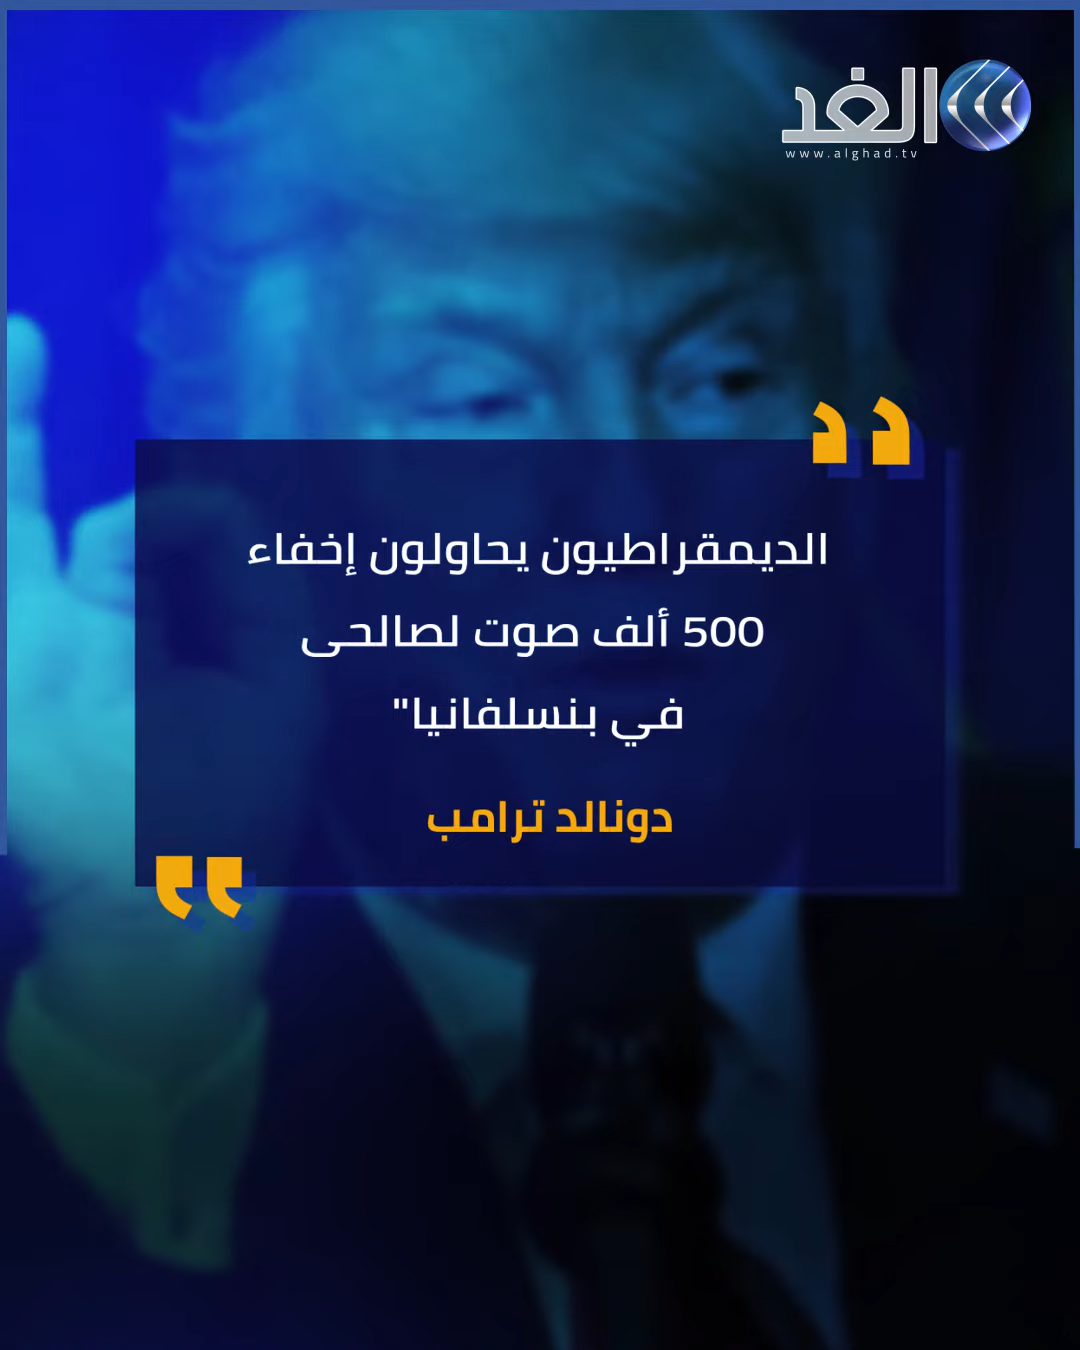 الغد
www.alghad.tv
الديمقراطيون يحاولون إخفاء
500 ألف صوت لصالحى
في بنسلفانيا"
دونالد ترامب